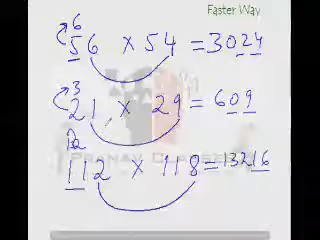 Faster Way
6
56 × 54 = 3024
3
21 × 29 = 609
12
112 × 118 = 13216